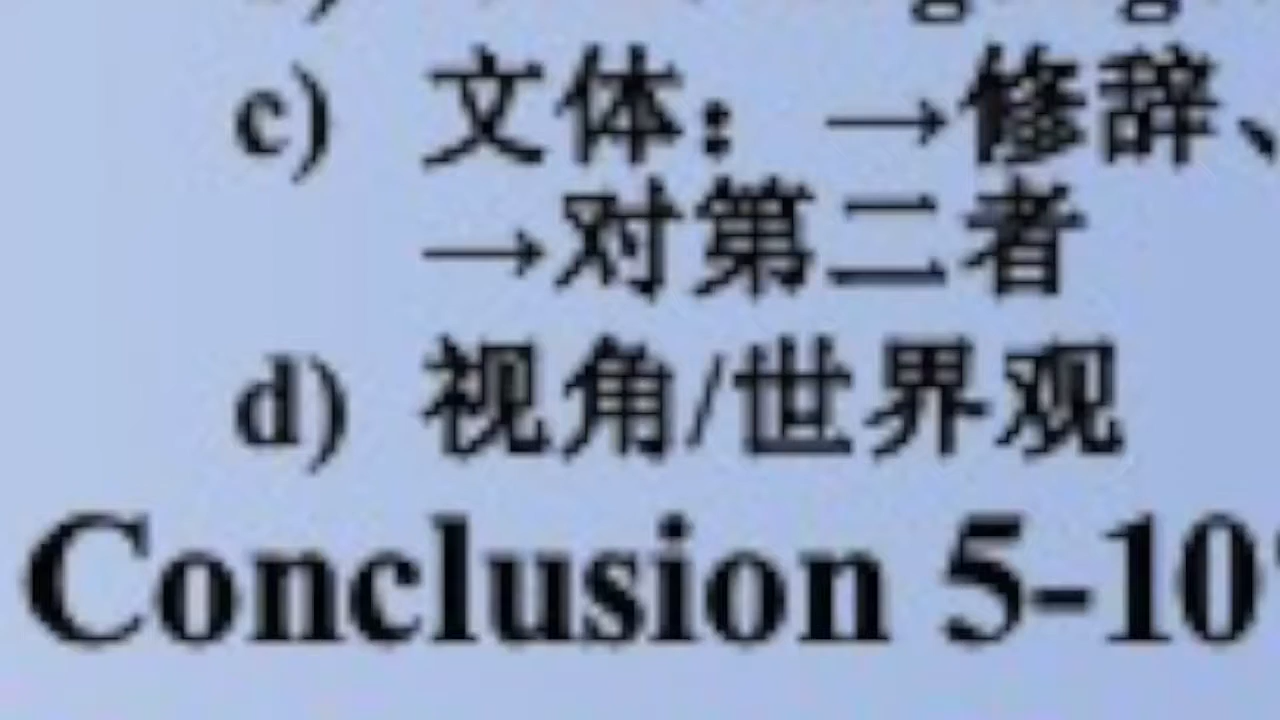 c) 文体：→修辞、
→对第二者
d) 视角/世界观
Conclusion 5-10